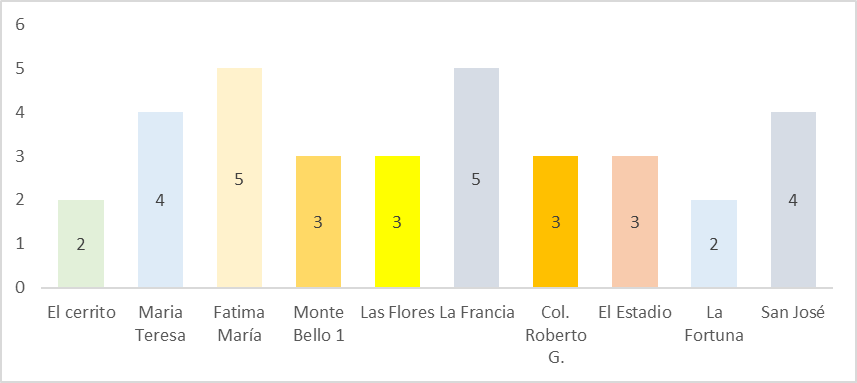 6
5
4
3
2
1
0
2
4
5
3
3
5
3
3
2
4
El cerrito
Maria
Teresa
Fatima
María
Monte
Bello 1
Las Flores
La Francia
Col.
Roberto
G.
El Estadio
La
Fortuna
San José